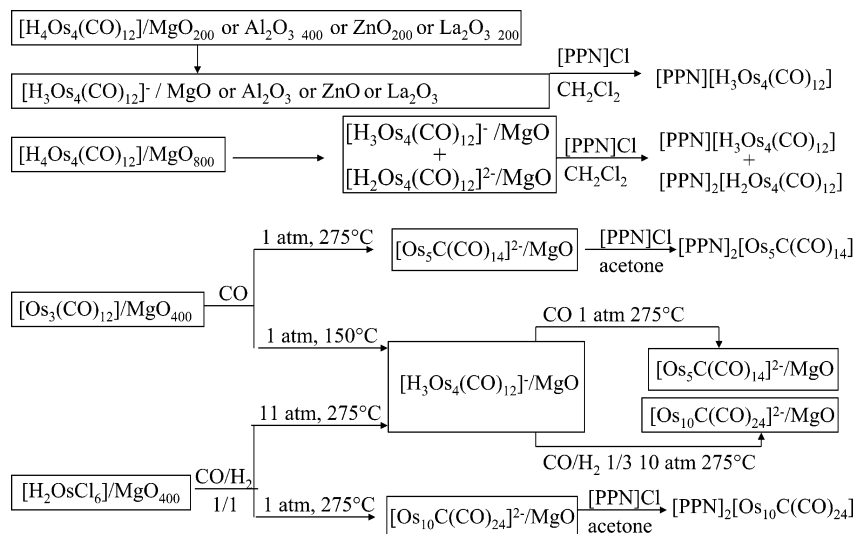 [H₄Os₄(CO)₁₂]/MgO₂₀₀ or Al₂O₃ ₄₀₀ or ZnO₂₀₀ or La₂O₃ ₂₀₀
[H₃Os₄(CO)₁₂]⁻ / MgO or Al₂O₃ or ZnO or La₂O₃
[PPN]Cl
CH₂Cl₂
[PPN][H₃Os₄(CO)₁₂]
[H₄Os₄(CO)₁₂]/MgO₈₀₀
[H₃Os₄(CO)₁₂]⁻ /MgO
+
[H₂Os₄(CO)₁₂]²⁻/MgO
[PPN]Cl
CH₂Cl₂
[PPN][H₃Os₄(CO)₁₂]
+
[PPN]₂[H₂Os₄(CO)₁₂]
[Os₃(CO)₁₂]/MgO₄₀₀
CO
1 atm, 275°C
[Os₅C(CO)₁₄]²⁻/MgO
[PPN]Cl
acetone
[PPN]₂[Os₅C(CO)₁₄]
1 atm, 150°C
[H₃Os₄(CO)₁₂]⁻/MgO
CO 1 atm 275°C
[Os₅C(CO)₁₄]²⁻/MgO
[Os₁₀C(CO)₂₄]²⁻/MgO
CO/H₂ 1/3 10 atm 275°C
[H₂OsCl₆]/MgO₄₀₀
CO/H₂
1/1
11 atm, 275°C
1 atm, 275°C
[Os₁₀C(CO)₂₄]²⁻/MgO
[PPN]Cl
acetone
[PPN]₂[Os₁₀C(CO)₂₄]